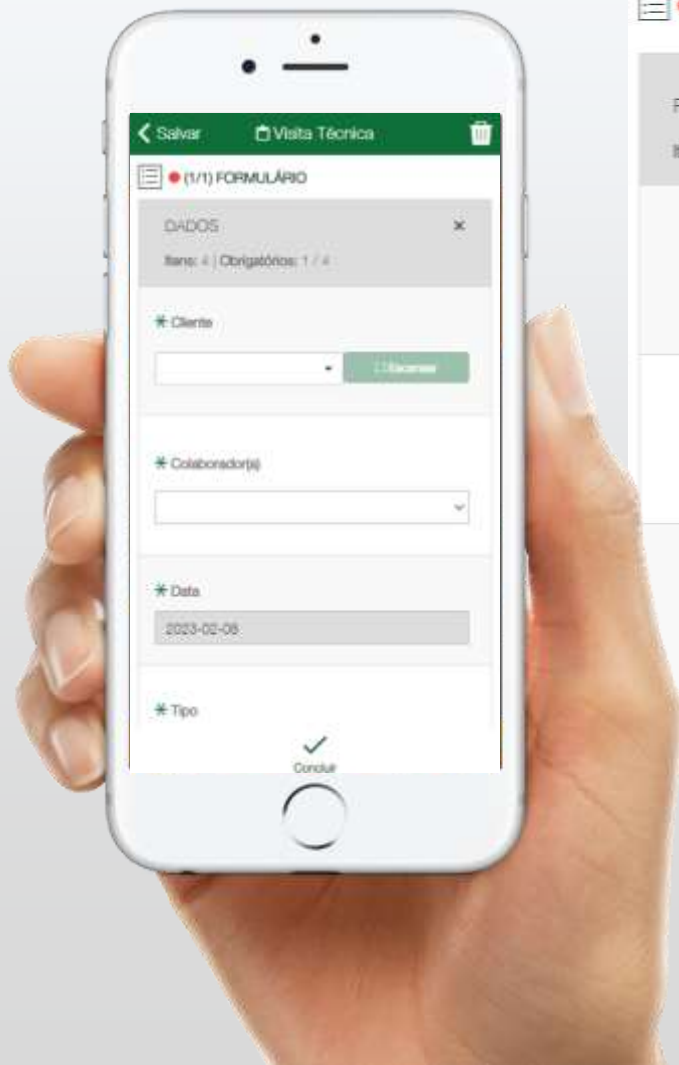 Salvar Visita Técnica
(1/1) FORMULÁRIO
DADOS
Itens: 4 | Obrigatórios: 1 / 4
* Cliente
Escanear
* Colaborador(s)
* Data
2023-02-08
* Tipo
Concluir